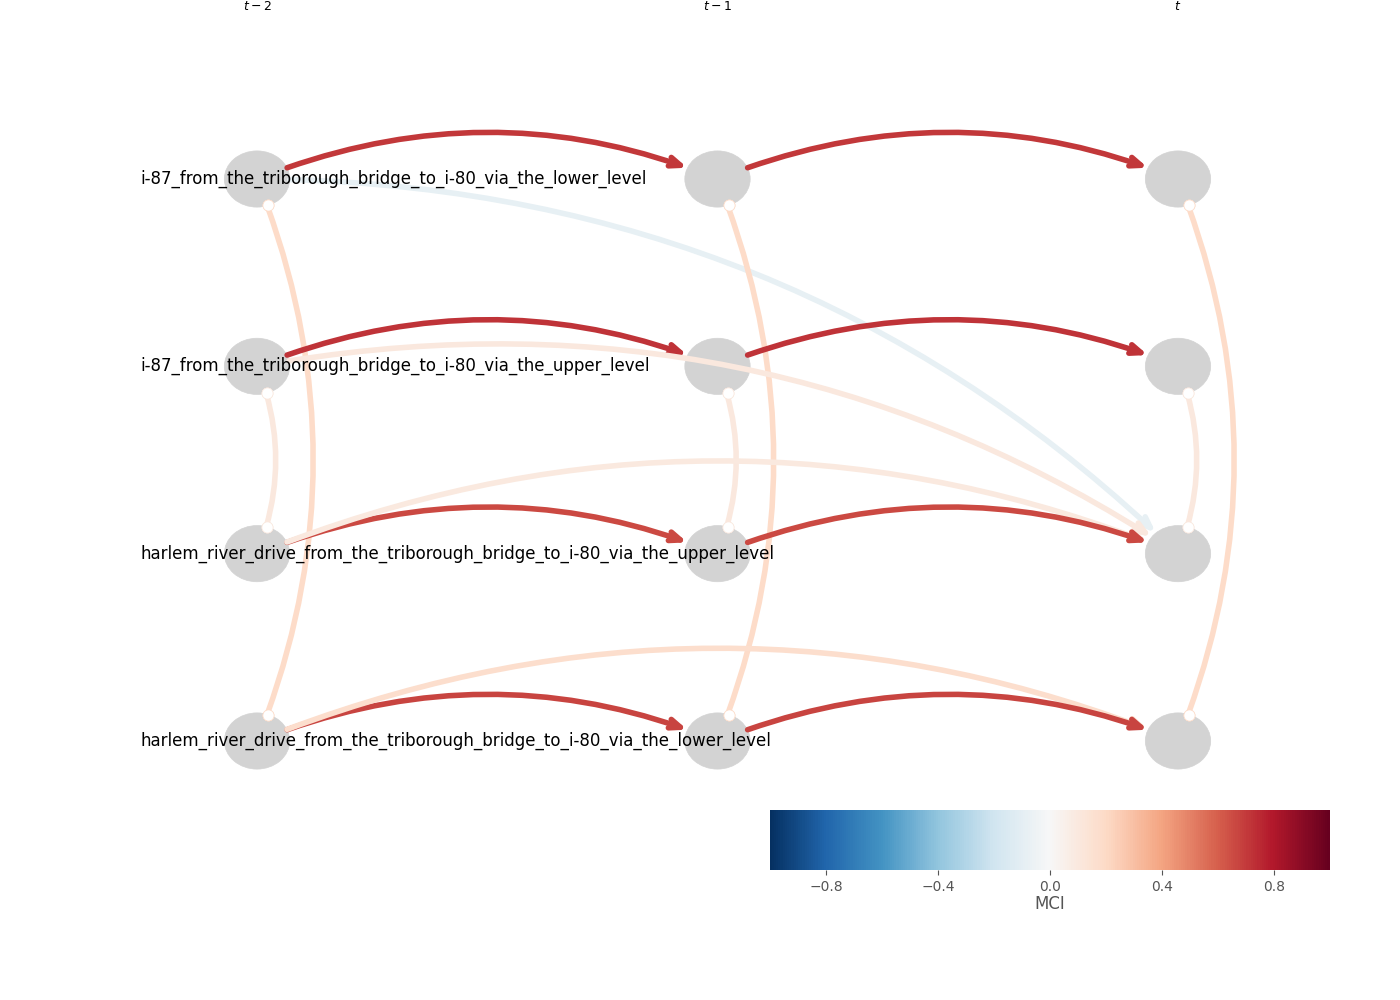 t − 2
t − 1
t
i-87_from_the_triborough_bridge_to_i-80_via_the_lower_level
i-87_from_the_triborough_bridge_to_i-80_via_the_upper_level
harlem_river_drive_from_the_triborough_bridge_to_i-80_via_the_upper_level
harlem_river_drive_from_the_triborough_bridge_to_i-80_via_the_lower_level
−0.8
−0.4
0.0
0.4
0.8
MCI